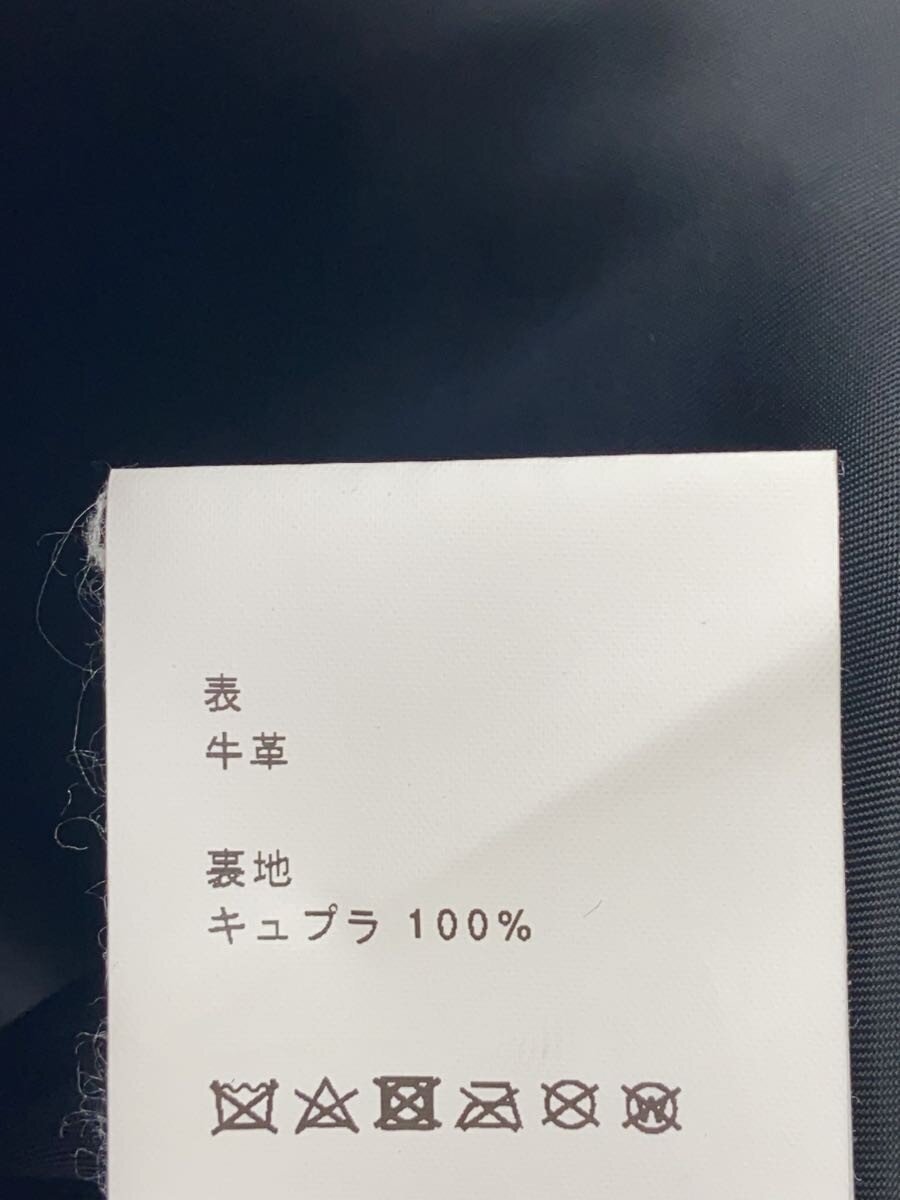 表
牛革
裏地
キュプラ 100%